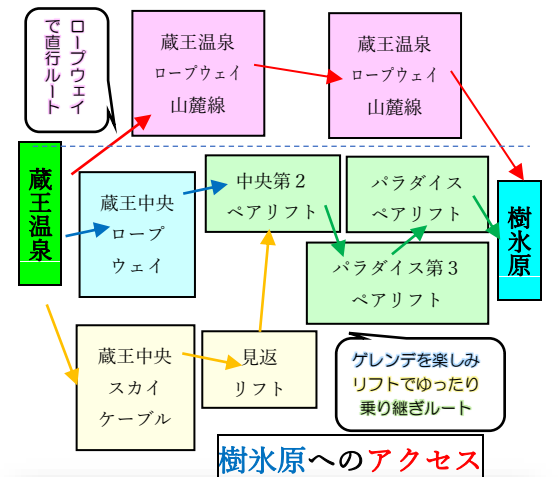 ロープウェイ
で直行ルート
蔵王温泉
ロープウェイ
山麓線
蔵王温泉
ロープウェイ
山麓線
蔵王温泉
蔵王中央
ロープ
ウェイ
中央第２
ペアリフト
パラダイス
ペアリフト
樹氷原
パラダイス第３
ペアリフト
蔵王中央
スカイ
ケーブル
見返
リフト
ゲレンデを楽しみ
リフトでゆったり
乗り継ぎルート
樹氷原へのアクセス